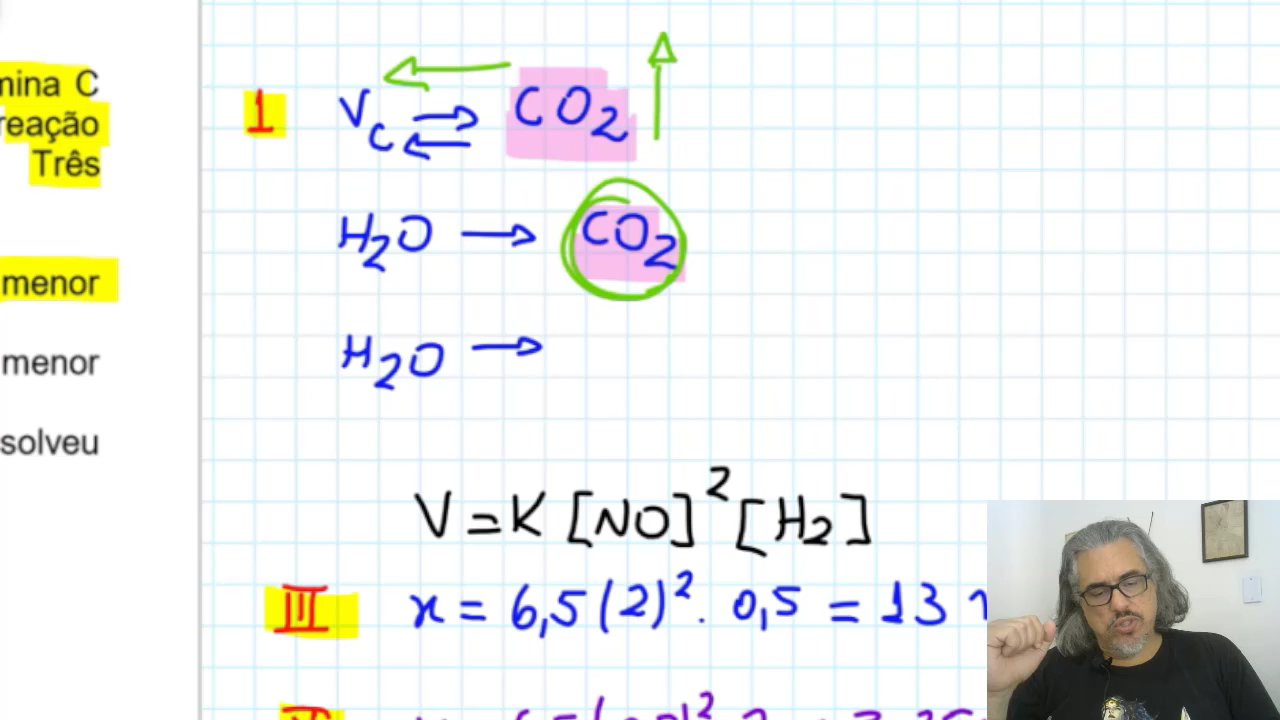 mina C
reação
Três
menor
menor
solveu
1 Vc ⇌ CO2
H2O → CO2
H2O →
V = K [NO]² [H2]
III x = 6,5 (2)² . 0,5 = 13